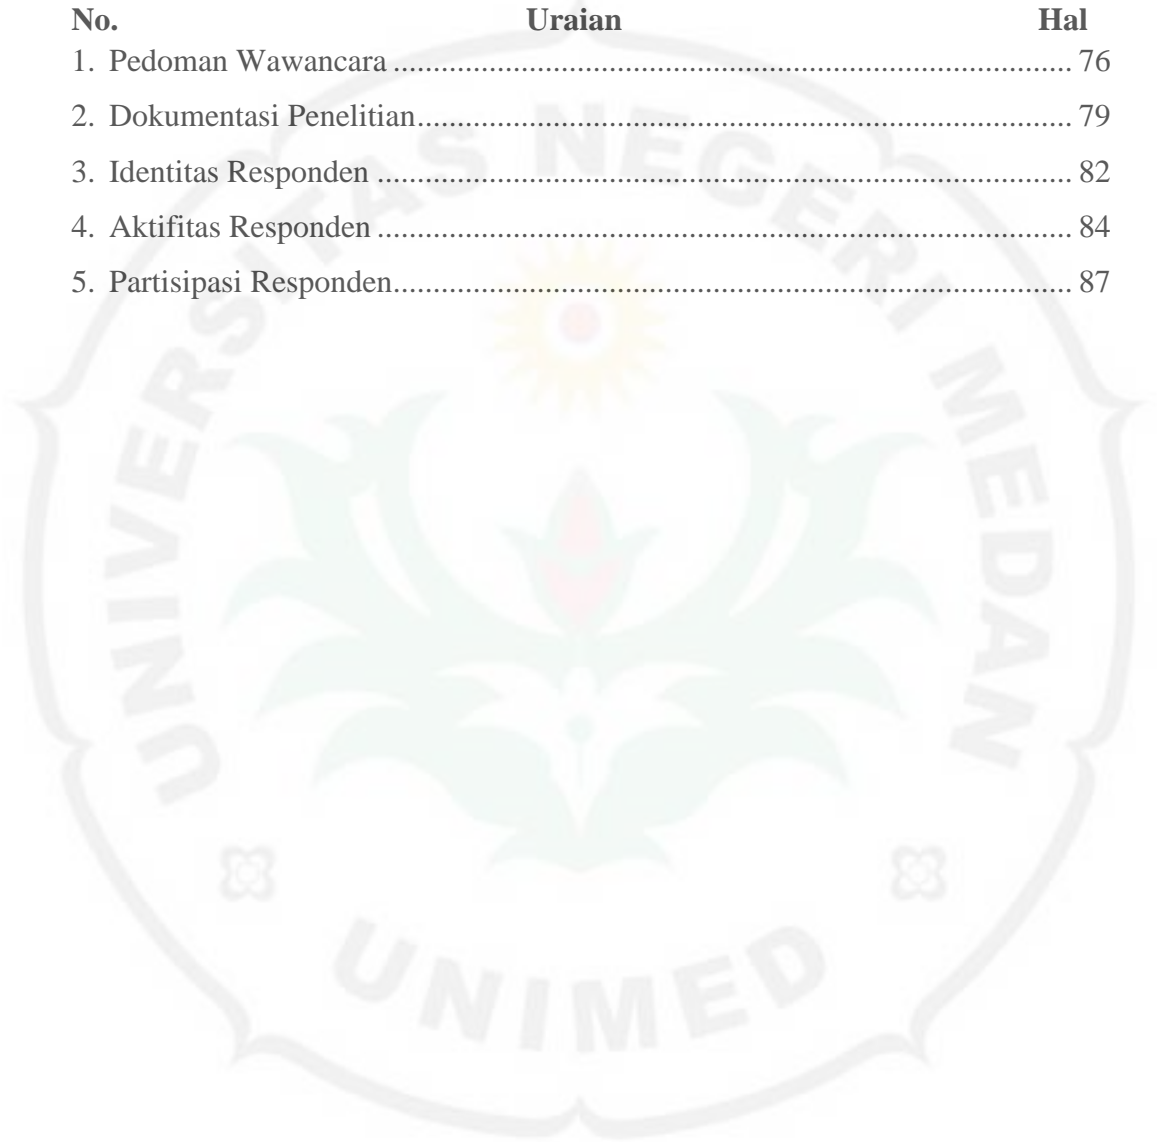 No. Uraian Hal
1. Pedoman Wawancara ........................................................................ 76
2. Dokumentasi Penelitian........................................................................ 79
3. Identitas Responden ........................................................................ 82
4. Aktifitas Responden ........................................................................ 84
5. Partisipasi Responden........................................................................ 87
UNIVERSITAS NEGERI MEDAN
UNIMED